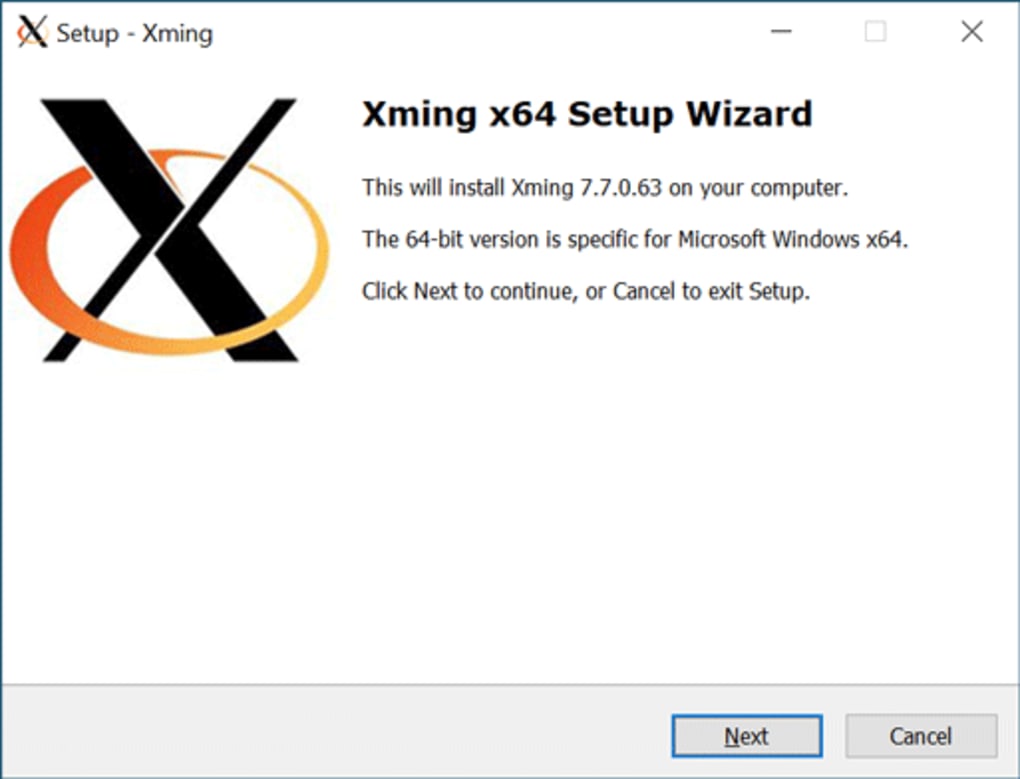 Setup - Xming
Xming x64 Setup Wizard
This will install Xming 7.7.0.63 on your computer.
The 64-bit version is specific for Microsoft Windows x64.
Click Next to continue, or Cancel to exit Setup.
Next
Cancel